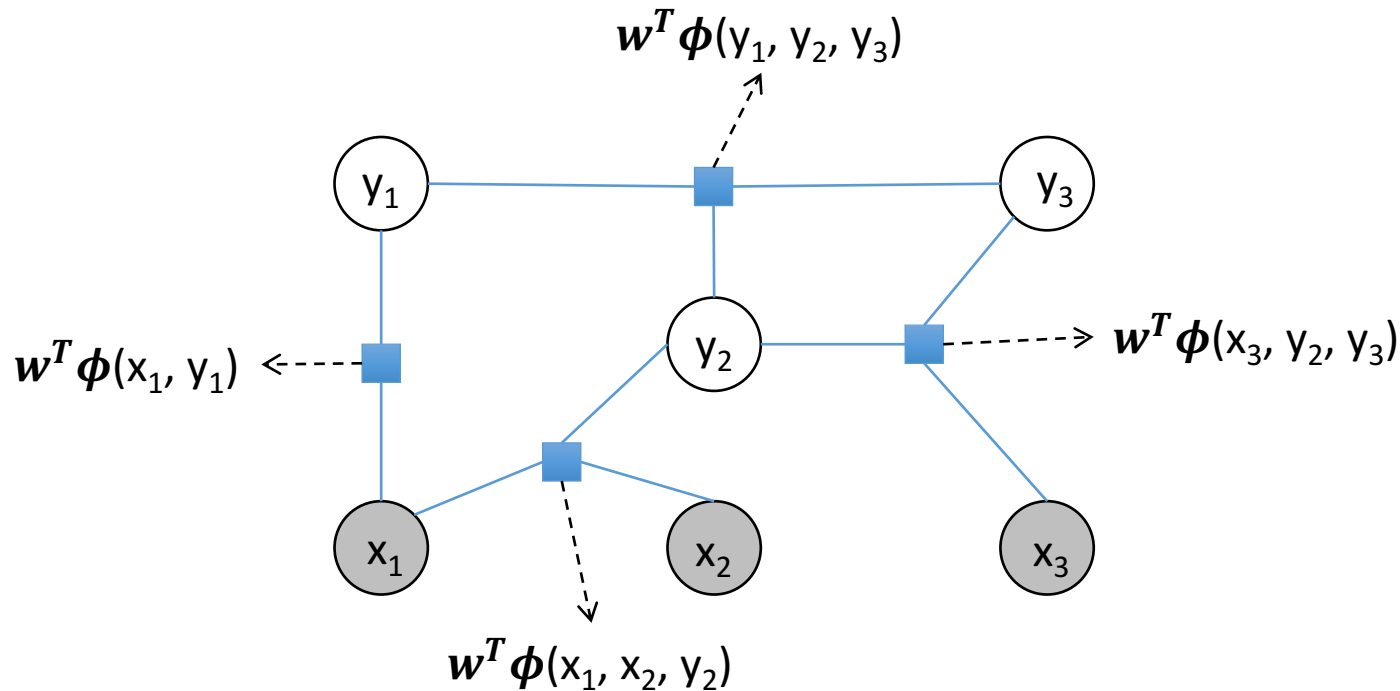 w^T ϕ(y₁, y₂, y₃)
y₁
y₃
y₂
w^T ϕ(x₁, y₁)
w^T ϕ(x₃, y₂, y₃)
x₁
x₂
x₃
w^T ϕ(x₁, x₂, y₂)